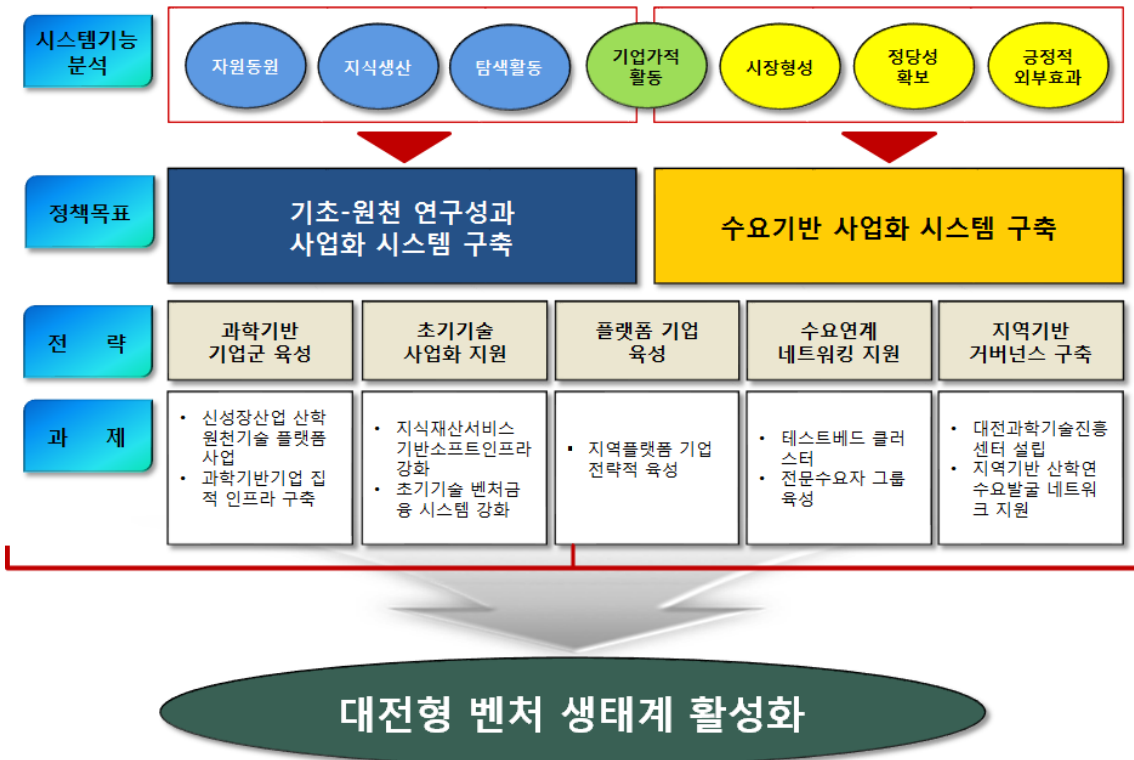 시스템기능
분석
자원동원
지식생산
탐색활동
기업가적
활동
시장형성
정당성
확보
긍정적
외부효과
정책목표
기초-원천 연구성과
사업화 시스템 구축
수요기반 사업화 시스템 구축
전 략
과학기반
기업군 육성
초기기술
사업화 지원
플랫폼 기업
육성
수요연계
네트워킹 지원
지역기반
거버넌스 구축
과 제
• 신성장산업 산학
원천기술 플랫폼
사업
• 과학기반기업 집
적 인프라 구축
• 지식재산서비스
기반소프트인프라
강화
• 초기기술 벤처금
융 시스템 강화
▪ 지역플랫폼 기업
전략적 육성
• 테스트베드 클러
스터
• 전문수요자 그룹
육성
• 대전과학기술진흥
센터 설립
• 지역기반 산학연
수요발굴 네트워
크 지원
대전형 벤처 생태계 활성화